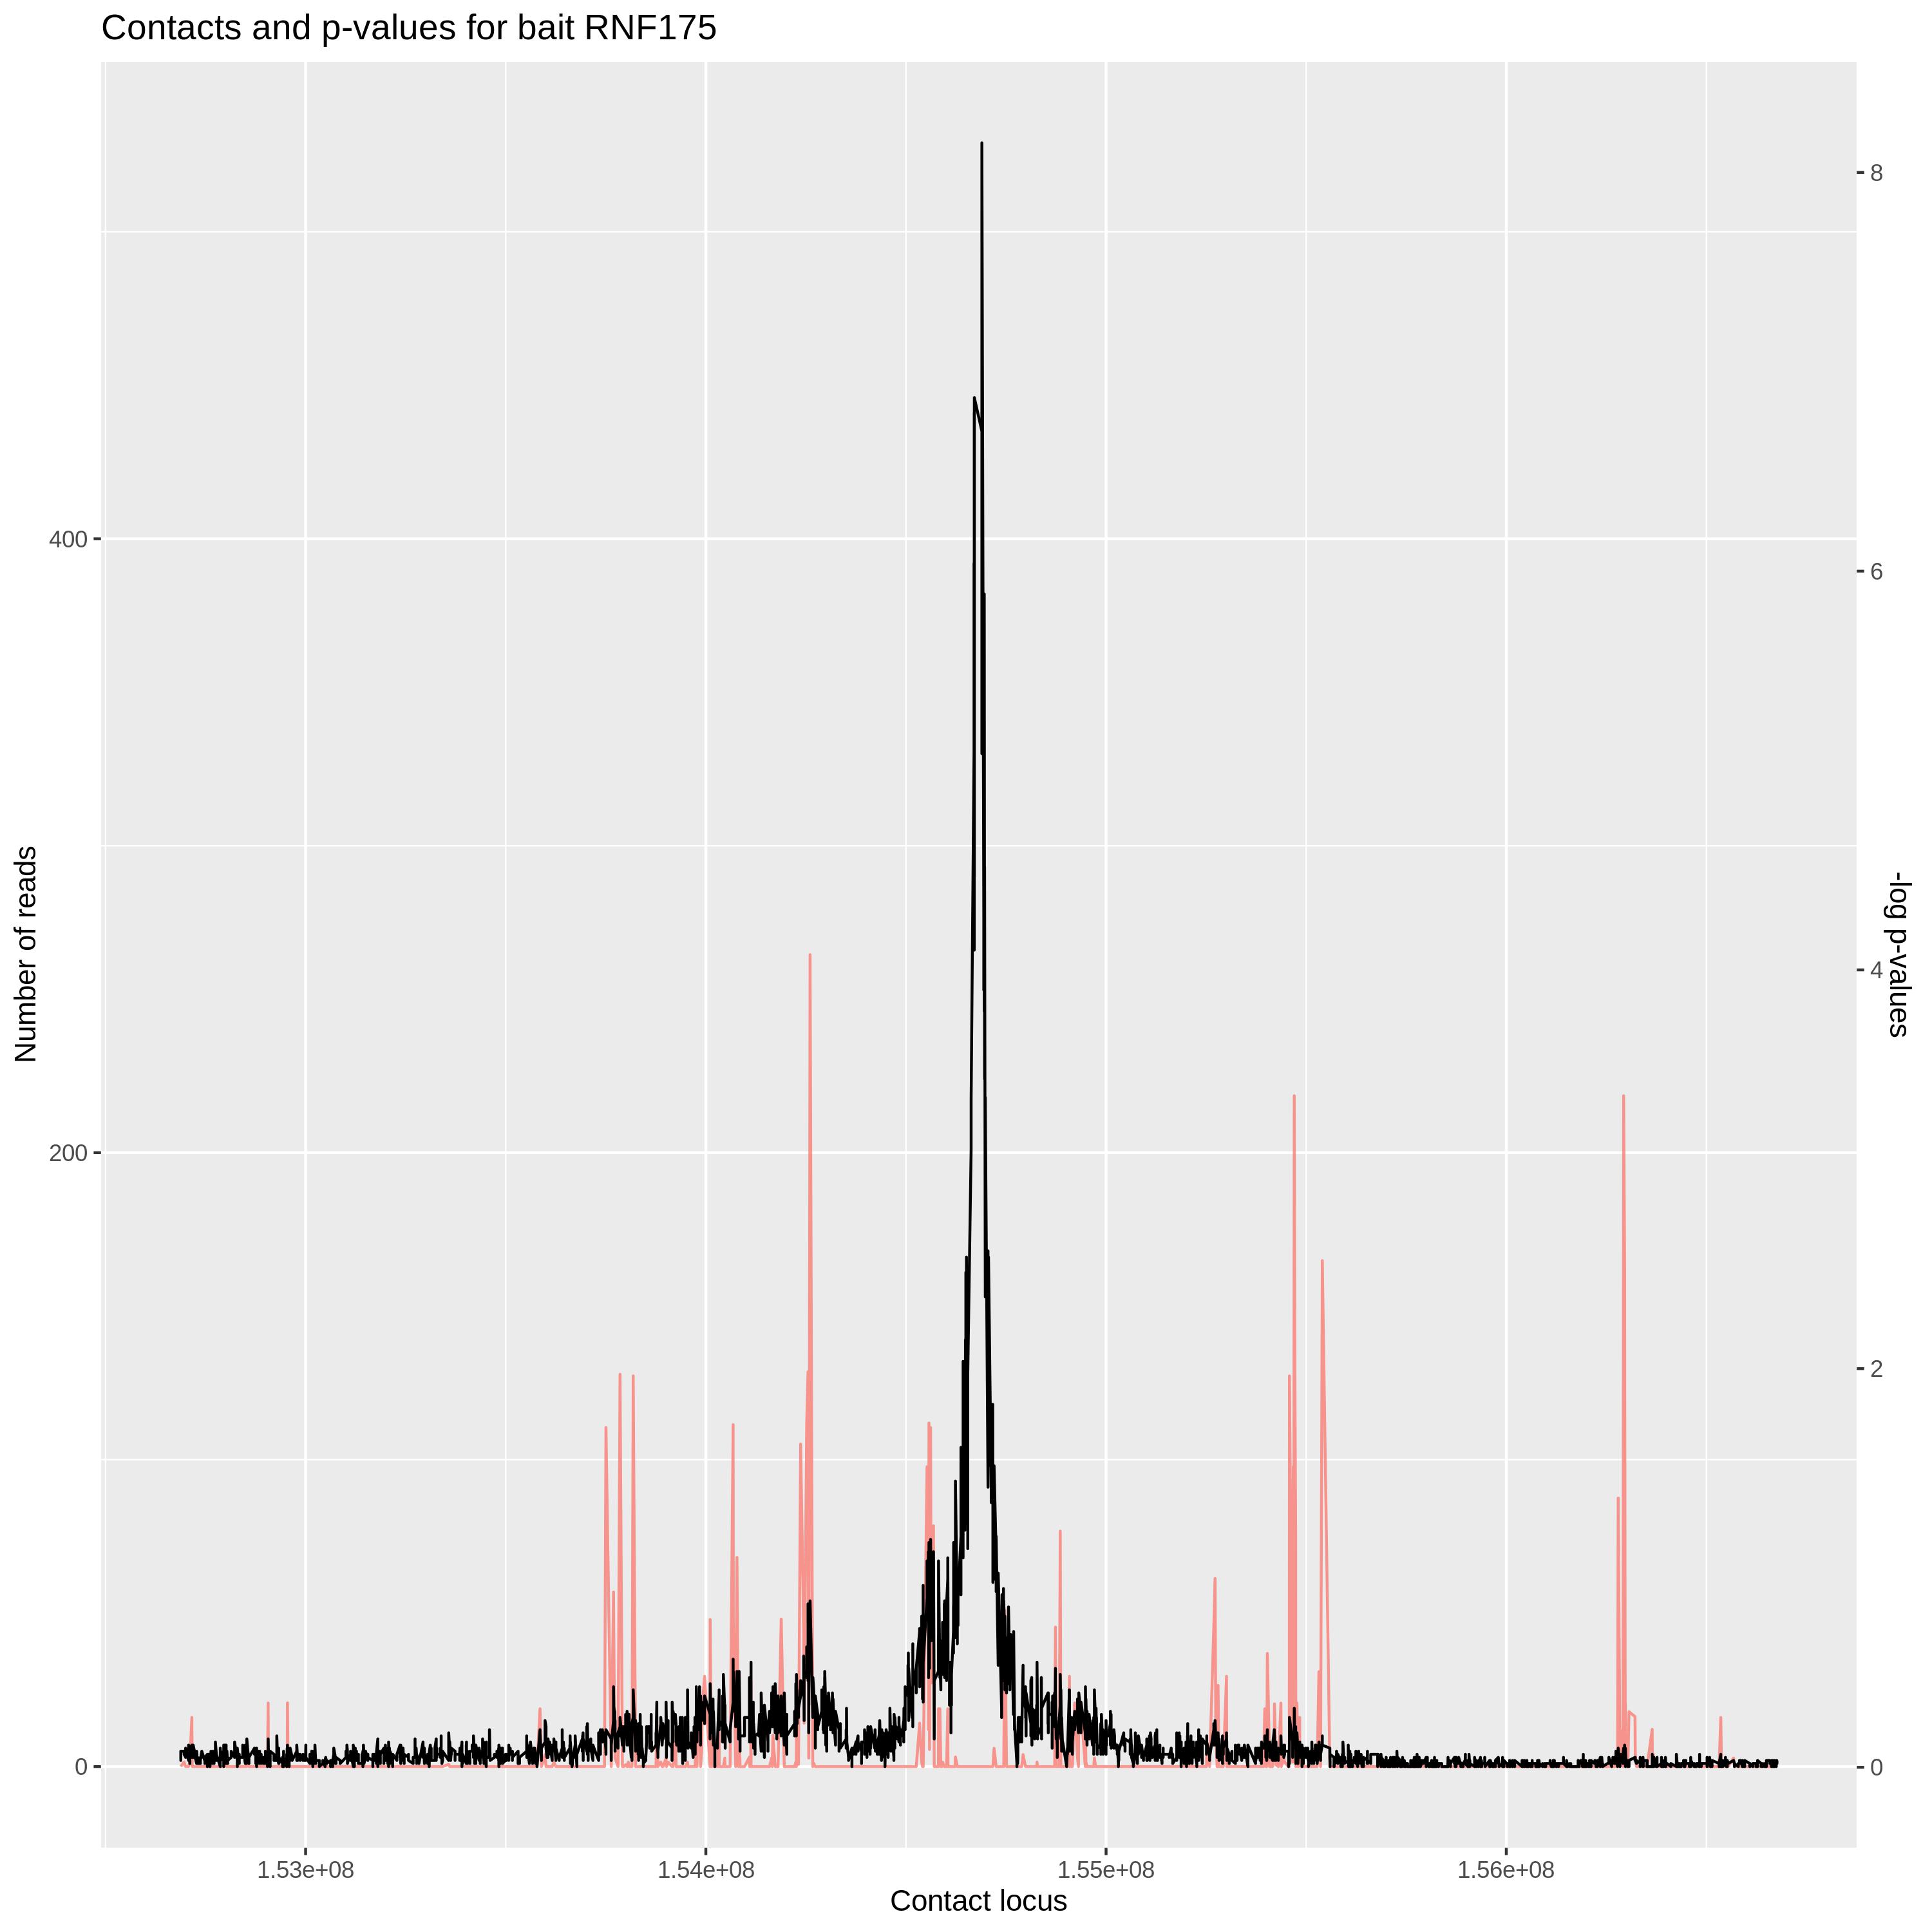 Contacts and p-values for bait RNF175
Number of reads
400
200
0
8
6
4
2
0
-log p-values
1.53e+08
1.54e+08
1.55e+08
1.56e+08
Contact locus